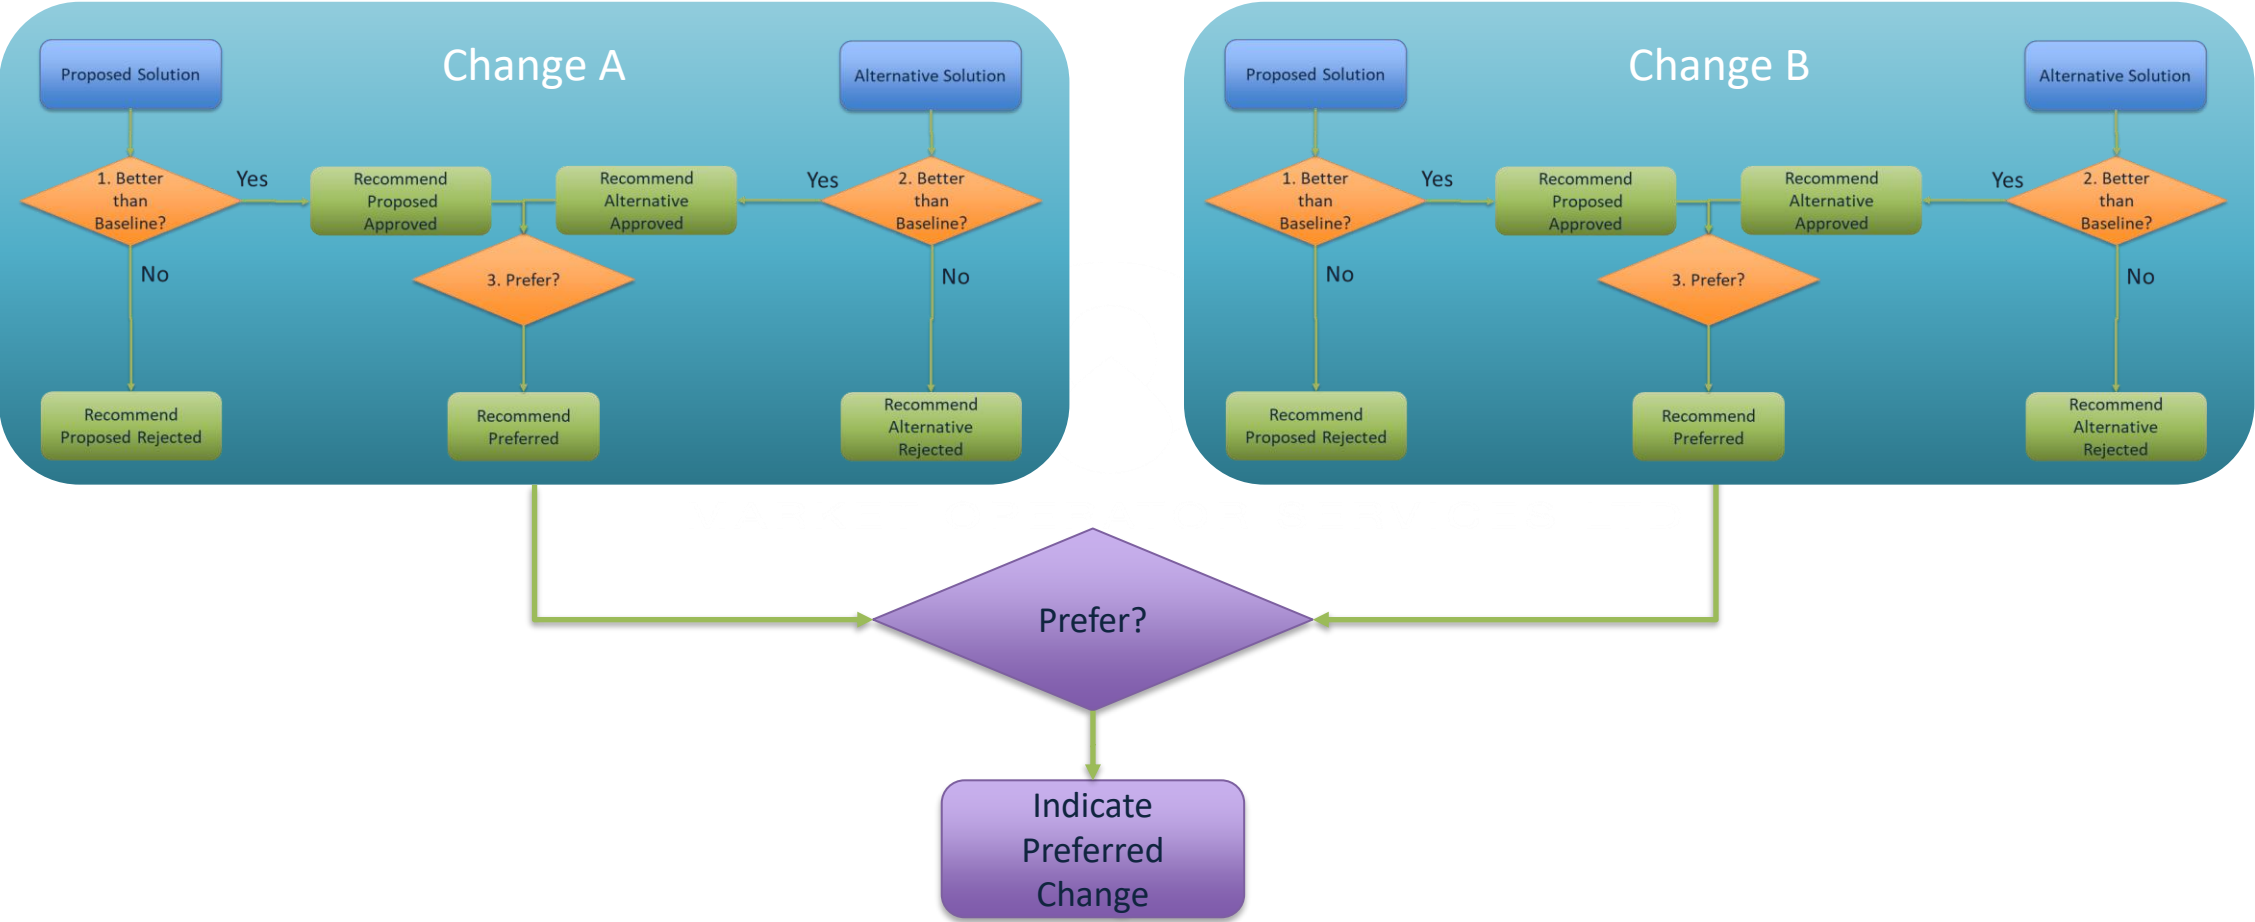 Change A
Proposed Solution
Alternative Solution
1. Better
than
Baseline?
Yes
Recommend
Proposed
Approved
Recommend
Alternative
Approved
Yes
2. Better
than
Baseline?
No
3. Prefer?
No
Recommend
Proposed Rejected
Recommend
Preferred
Recommend
Alternative
Rejected
Change B
Proposed Solution
Alternative Solution
1. Better
than
Baseline?
Yes
Recommend
Proposed
Approved
Recommend
Alternative
Approved
Yes
2. Better
than
Baseline?
No
3. Prefer?
No
Recommend
Proposed Rejected
Recommend
Preferred
Recommend
Alternative
Rejected
Prefer?
Indicate
Preferred
Change